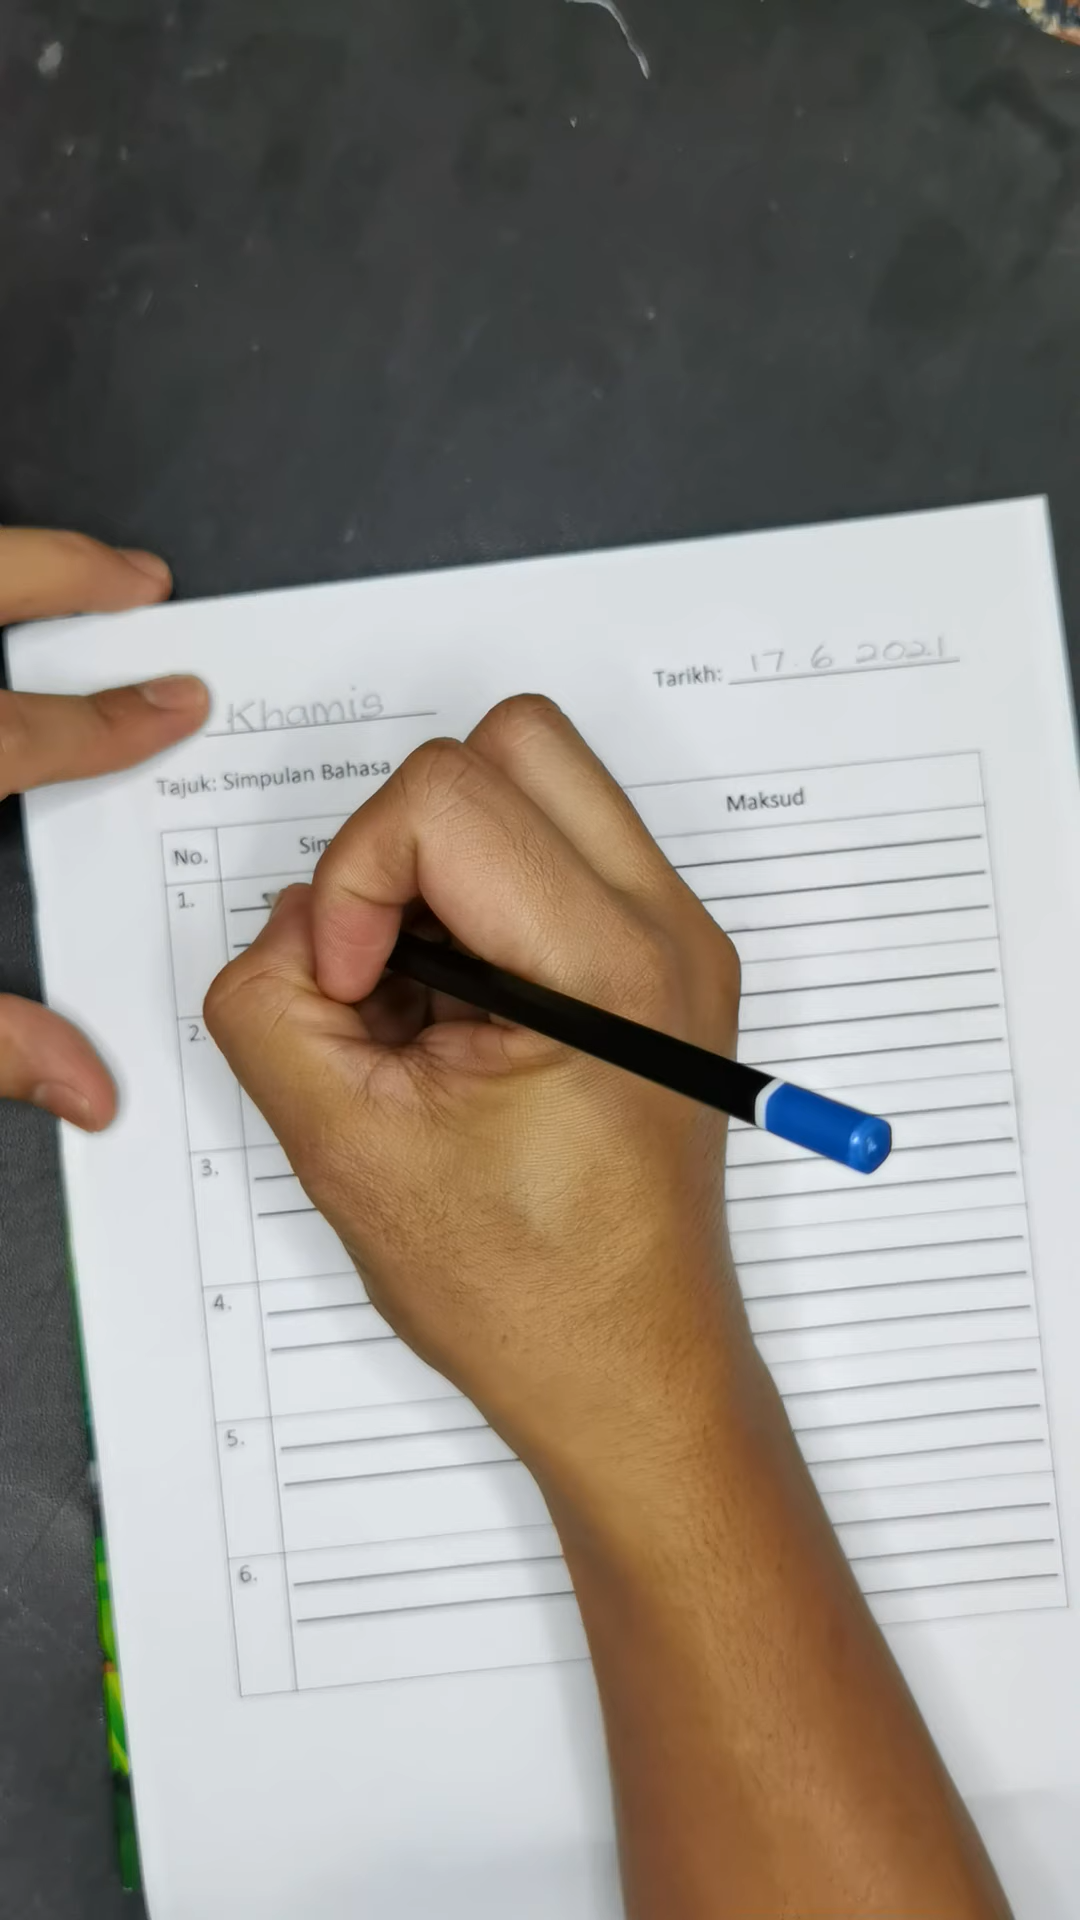 Khamis
Tarikh: 17.6 2021
Tajuk: Simpulan Bahasa
No.
Maksud
1.
2.
3.
4.
5.
6.